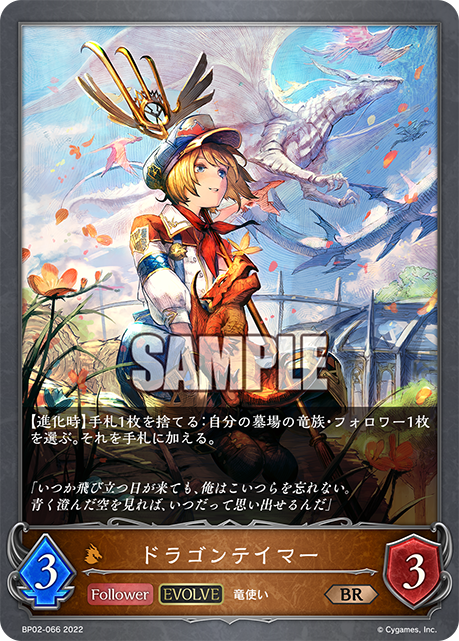 SAMPLE
【進化時】手札1枚を捨てる：自分の墓場の竜族・フォロワー1枚
を選ぶ。それを手札に加える。
「いつか飛び立つ日が来ても、俺はこいつらを忘れない。
青く澄んだ空を見れば、いつだって思い出せるんだ」
3
ドラゴンテイマー
3
Follower EVOLVE 竜使い BR
BP02-066 2022 © Cygames, Inc.